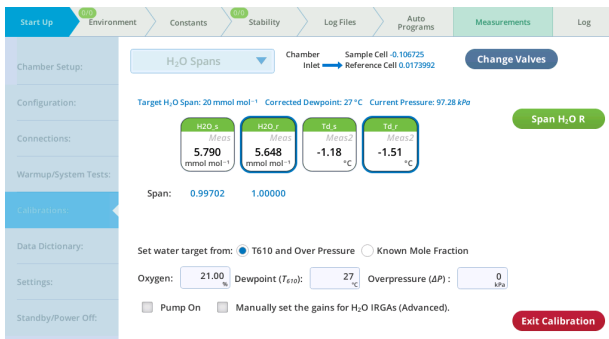 Start Up
0/0
Environment
Constants
0/0
Stability
Log Files
Auto Programs
Measurements
Log
Chamber Setup:
Configuration:
Connections:
Warmup/System Tests:
Calibrations:
Data Dictionary:
Settings:
Standby/Power Off:
H₂O Spans
Chamber Sample Cell -0.106725
Inlet Reference Cell 0.0173992
Change Valves
Target H₂O Span: 20 mmol mol⁻¹ Corrected Dewpoint: 27 °C Current Pressure: 97.28 kPa
Span H₂O R
H2O_s H2O_r Td_s Td_r
Meas Meas Meas2 Meas2
5.790 5.648 -1.18 -1.51
mmol mol⁻¹ mmol mol⁻¹ °C °C
Span: 0.99702 1.00000
Set water target from: T610 and Over Pressure Known Mole Fraction
Oxygen: 21.00 % Dewpoint (T₆₁₀): 27 °C Overpressure (ΔP) : 0 kPa
Pump On Manually set the gains for H₂O IRGAs (Advanced).
Exit Calibration